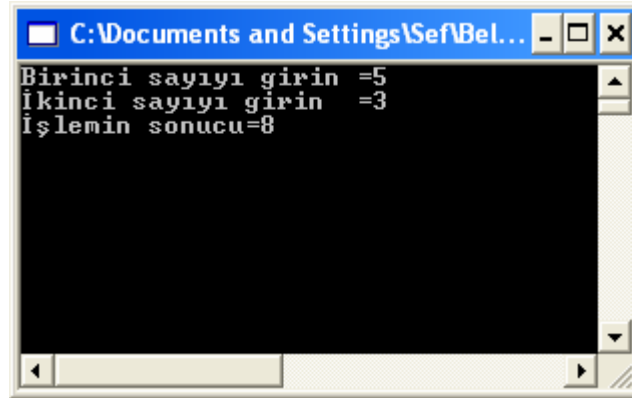 C:\Documents and Settings\Sef\Bel...
Birinci sayıyı girin =5
İkinci sayıyı girin  =3
İşlemin sonucu=8